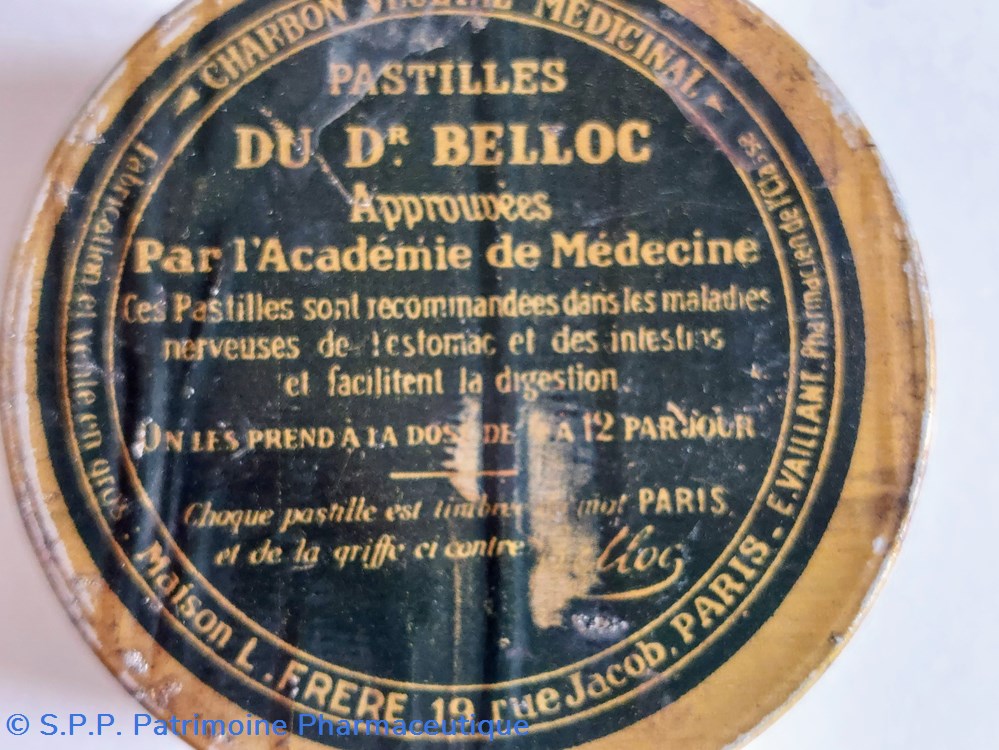 CHARBON VÉGÉTAL MÉDICINAL
PASTILLES
DU DR. BELLOC
Approuvées
Par l'Académie de Médecine
Ces Pastilles sont recommandées dans les maladies
nerveuses de l'estomac et des intestins
et facilitent la digestion.
ON LES PREND À LA DOSE DE À 12 PAR JOUR
Chaque pastille est timbrée mot PARIS
et de la griffe ci contre
Fabrication et Vente en gros. Maison L. FRERE 19, rue Jacob, PARIS - E.VAILLANT. Pharmacien de 1re Classe
© S.P.P. Patrimoine Pharmaceutique